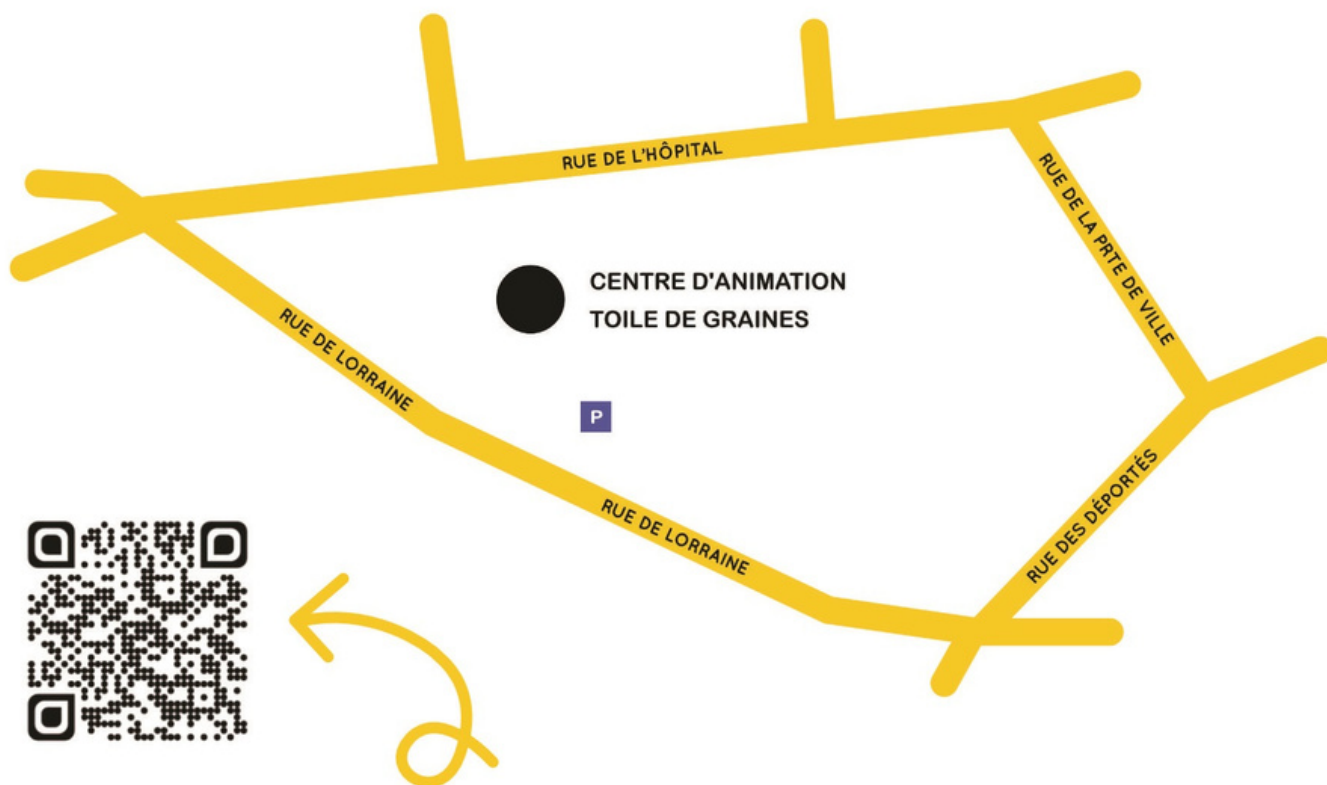 RUE DE L'HÔPITAL
RUE DE LA PRTE DE VILLE
CENTRE D'ANIMATION
TOILE DE GRAINES
RUE DE LORRAINE
P
RUE DE LORRAINE
RUE DES DÉPORTÉS